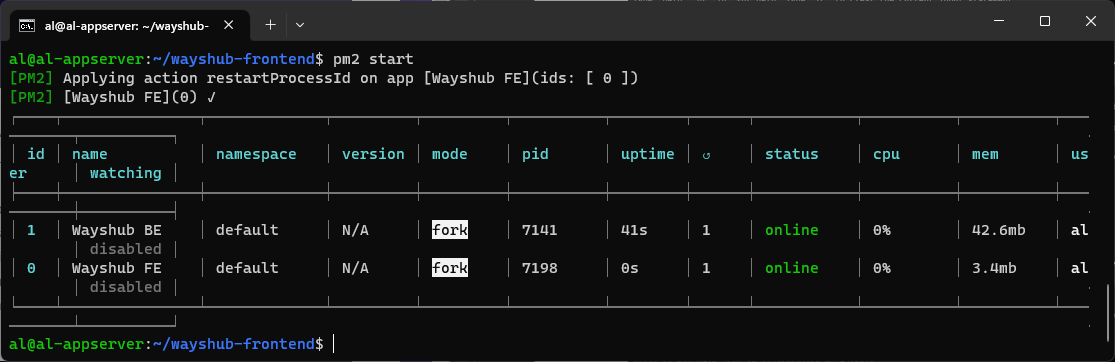 al@al-appserver: ~/wayshub-
al@al-appserver:~/wayshub-frontend$ pm2 start
[PM2] Applying action restartProcessId on app [Wayshub FE](ids: [ 0 ])
[PM2] [Wayshub FE](0) ✓
│ id │ name │ namespace │ version │ mode │ pid │ uptime │ ↺ │ status │ cpu │ mem │ us
er │ watching │
│ 1 │ Wayshub BE │ default │ N/A │ fork │ 7141 │ 41s │ 1 │ online │ 0% │ 42.6mb │ al
│ disabled │
│ 0 │ Wayshub FE │ default │ N/A │ fork │ 7198 │ 0s │ 1 │ online │ 0% │ 3.4mb │ al
│ disabled │
al@al-appserver:~/wayshub-frontend$